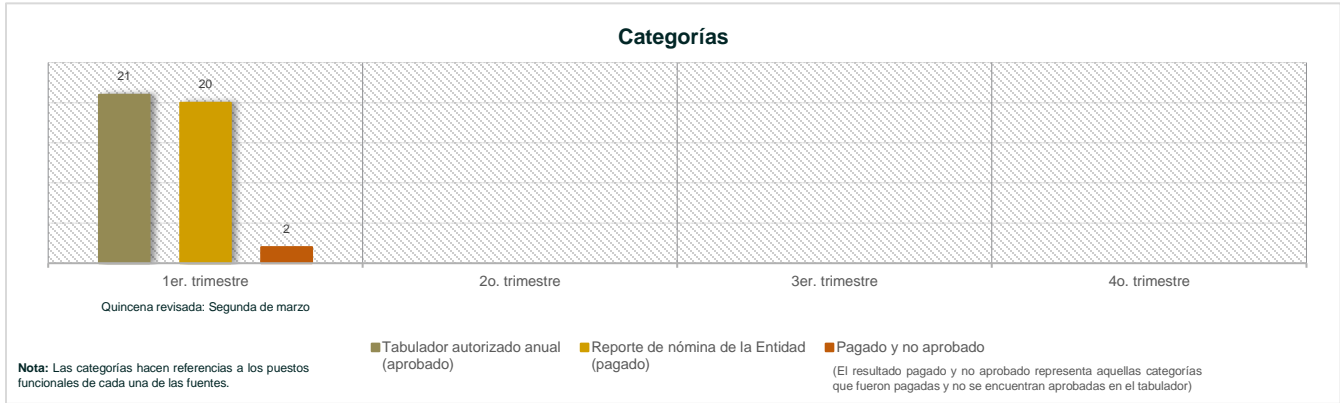 Categorías
21
20
2
1er. trimestre
2o. trimestre
3er. trimestre
4o. trimestre
Quincena revisada: Segunda de marzo
Tabulador autorizado anual
(aprobado)
Reporte de nómina de la Entidad
(pagado)
Pagado y no aprobado
(El resultado pagado y no aprobado representa aquellas categorías
que fueron pagadas y no se encuentran aprobadas en el tabulador)
Nota: Las categorías hacen referencias a los puestos
funcionales de cada una de las fuentes.